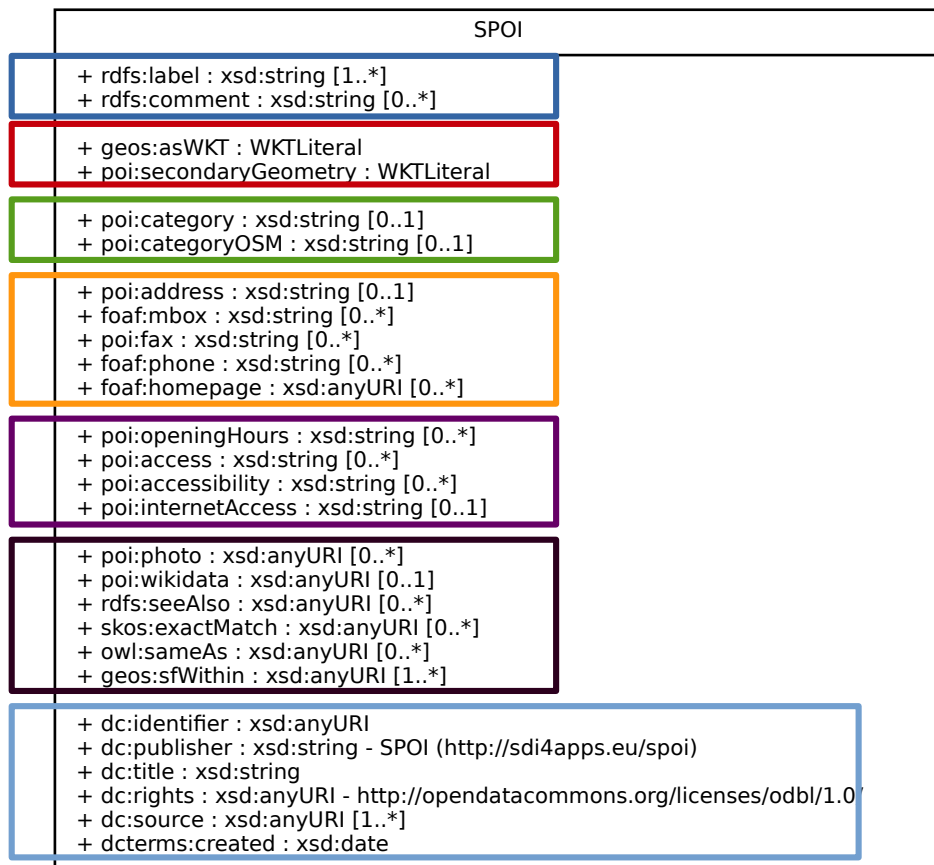 SPOI
+ rdfs:label : xsd:string [1..*]
+ rdfs:comment : xsd:string [0..*]
+ geos:asWKT : WKTLiteral
+ poi:secondaryGeometry : WKTLiteral
+ poi:category : xsd:string [0..1]
+ poi:categoryOSM : xsd:string [0..1]
+ poi:address : xsd:string [0..1]
+ foaf:mbox : xsd:string [0..*]
+ poi:fax : xsd:string [0..*]
+ foaf:phone : xsd:string [0..*]
+ foaf:homepage : xsd:anyURI [0..*]
+ poi:openingHours : xsd:string [0..*]
+ poi:access : xsd:string [0..*]
+ poi:accessibility : xsd:string [0..*]
+ poi:internetAccess : xsd:string [0..1]
+ poi:photo : xsd:anyURI [0..*]
+ poi:wikidata : xsd:anyURI [0..1]
+ rdfs:seeAlso : xsd:anyURI [0..*]
+ skos:exactMatch : xsd:anyURI [0..*]
+ owl:sameAs : xsd:anyURI [0..*]
+ geos:sfWithin : xsd:anyURI [1..*]
+ dc:identifier : xsd:anyURI
+ dc:publisher : xsd:string - SPOI (http://sdi4apps.eu/spoi)
+ dc:title : xsd:string
+ dc:rights : xsd:anyURI - http://opendatacommons.org/licenses/odbl/1.0/
+ dc:source : xsd:anyURI [1..*]
+ dcterms:created : xsd:date